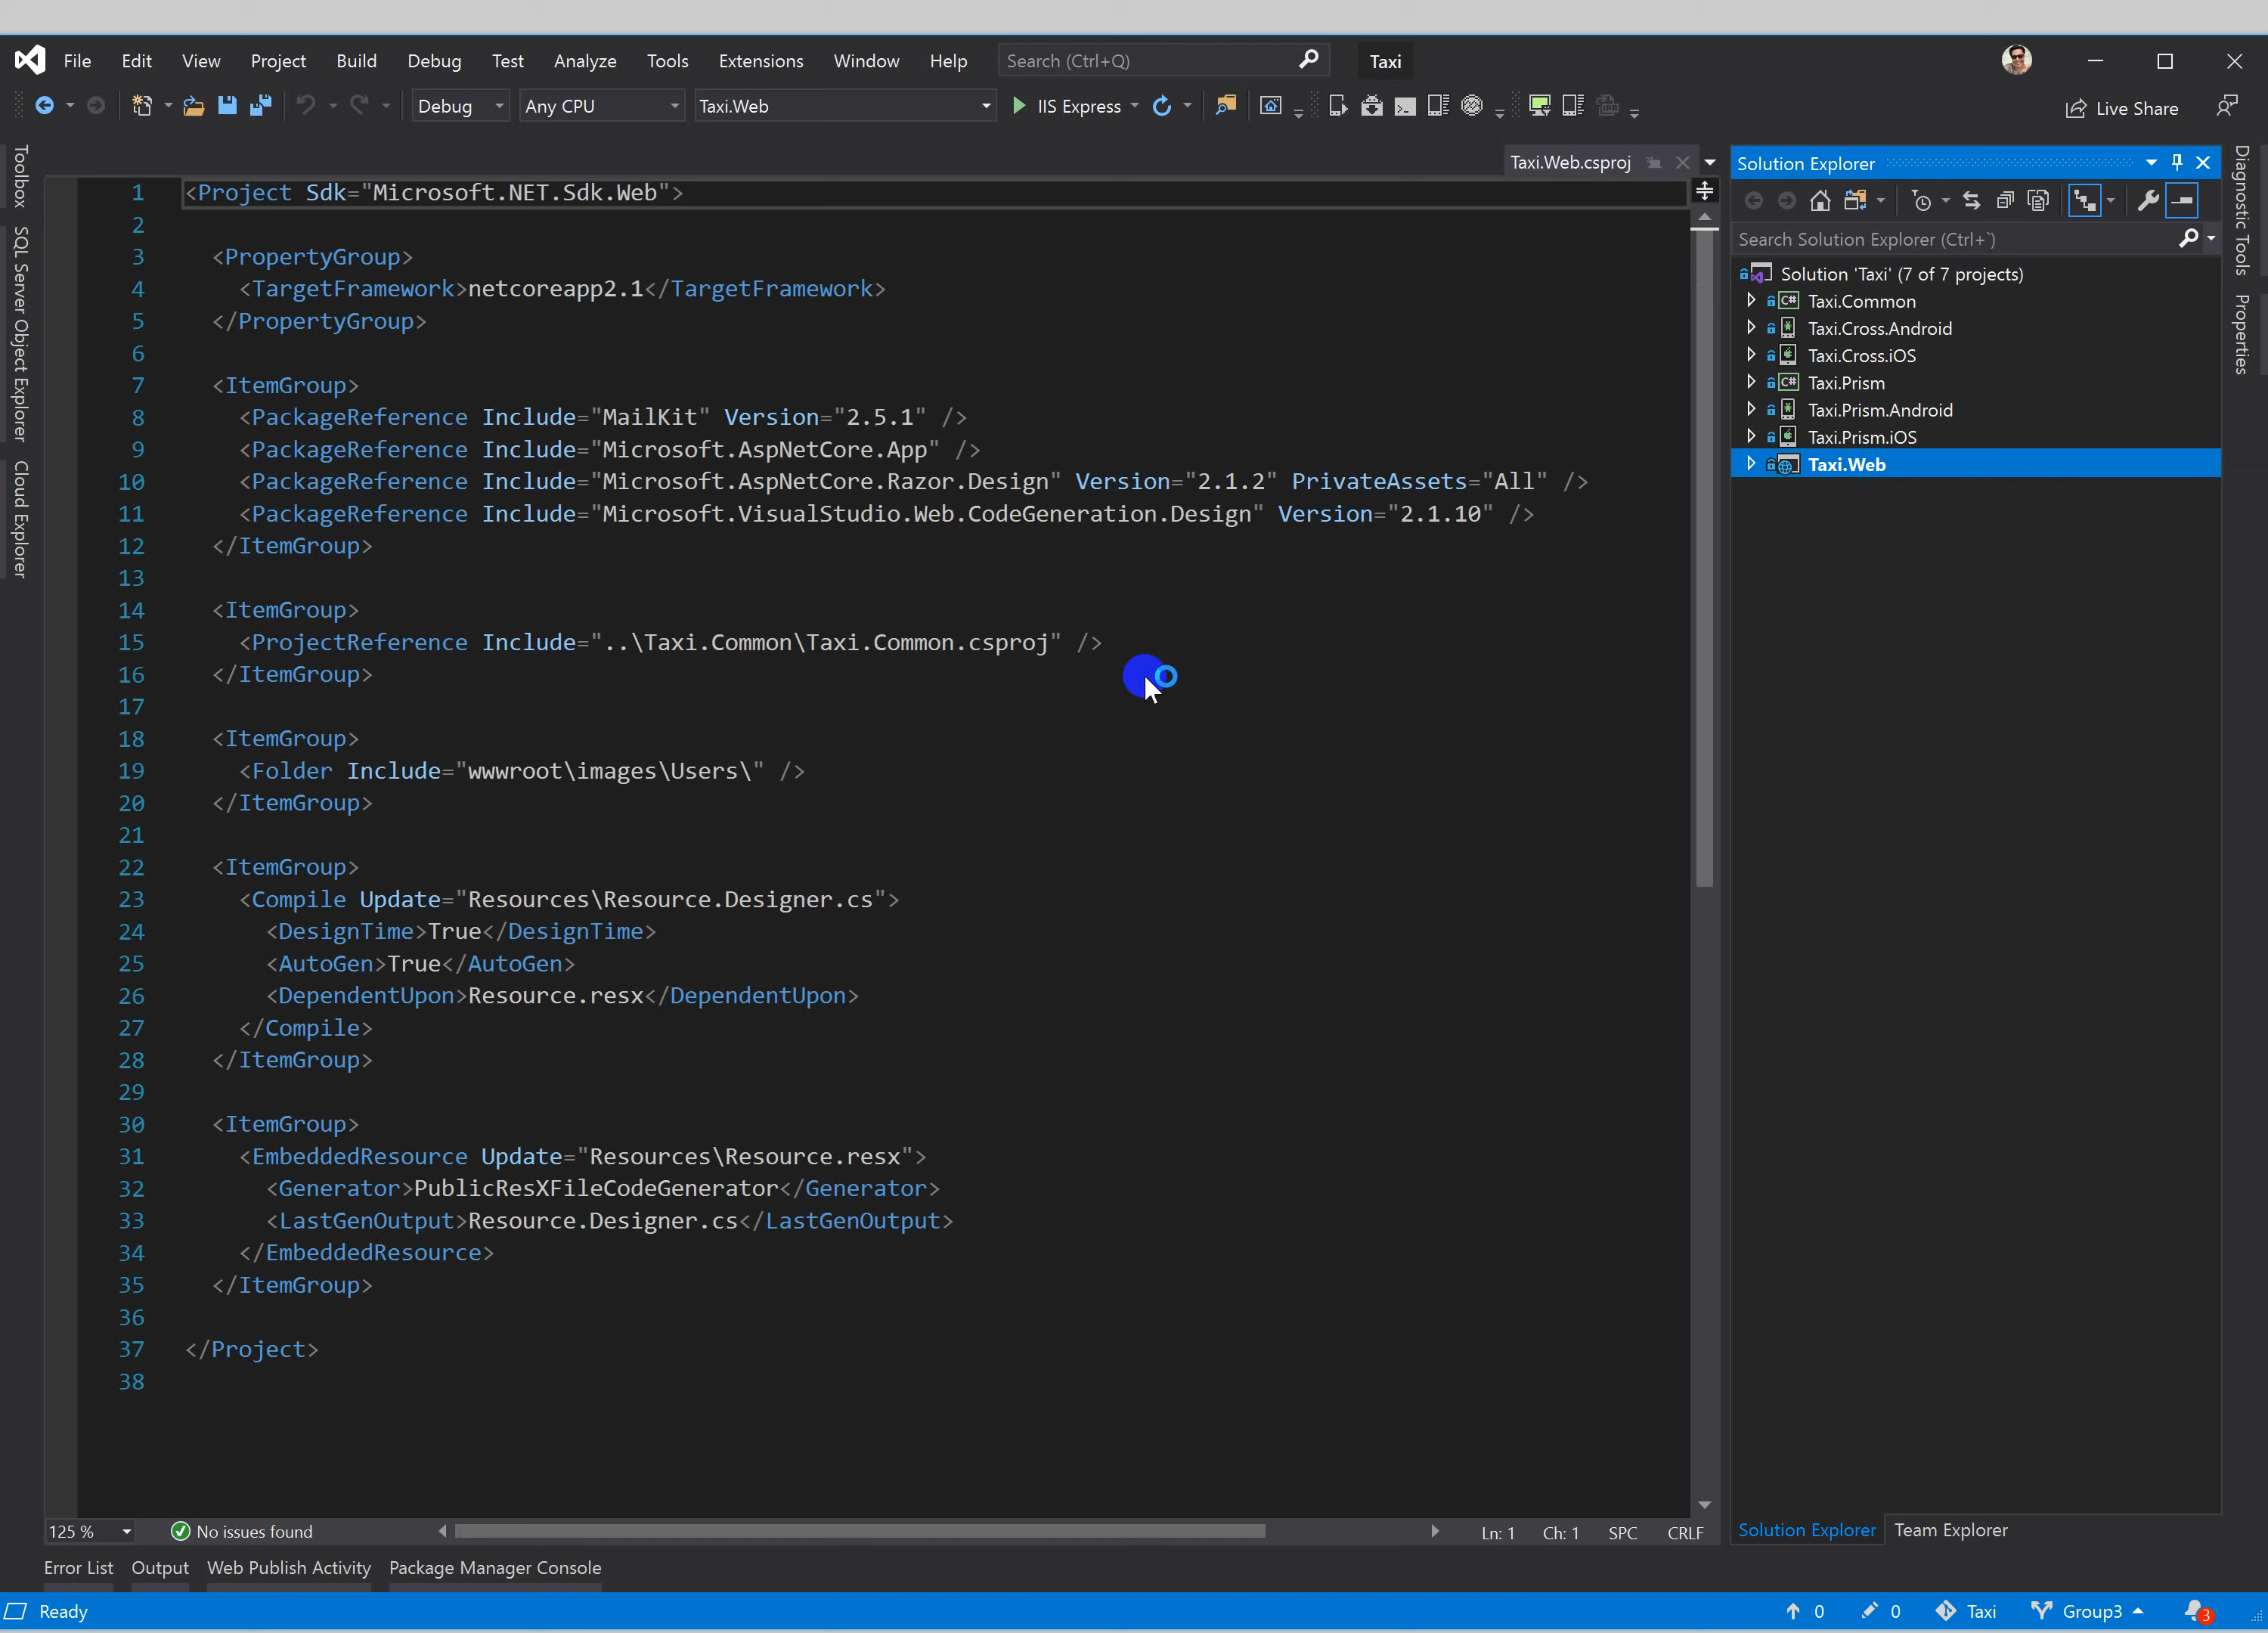 File Edit View Project Build Debug Test Analyze Tools Extensions Window Help Search (Ctrl+Q) Taxi
Debug Any CPU Taxi.Web IIS Express Live Share
Toolbox
SQL Server Object Explorer
Cloud Explorer
Taxi.Web.csproj
1 <Project Sdk="Microsoft.NET.Sdk.Web">
2
3 <PropertyGroup>
4 <TargetFramework>netcoreapp2.1</TargetFramework>
5 </PropertyGroup>
6
7 <ItemGroup>
8 <PackageReference Include="MailKit" Version="2.5.1" />
9 <PackageReference Include="Microsoft.AspNetCore.App" />
10 <PackageReference Include="Microsoft.AspNetCore.Razor.Design" Version="2.1.2" PrivateAssets="All" />
11 <PackageReference Include="Microsoft.VisualStudio.Web.CodeGeneration.Design" Version="2.1.10" />
12 </ItemGroup>
13
14 <ItemGroup>
15 <ProjectReference Include="..\Taxi.Common\Taxi.Common.csproj" />
16 </ItemGroup>
17
18 <ItemGroup>
19 <Folder Include="wwwroot\images\Users\" />
20 </ItemGroup>
21
22 <ItemGroup>
23 <Compile Update="Resources\Resource.Designer.cs">
24 <DesignTime>True</DesignTime>
25 <AutoGen>True</AutoGen>
26 <DependentUpon>Resource.resx</DependentUpon>
27 </Compile>
28 </ItemGroup>
29
30 <ItemGroup>
31 <EmbeddedResource Update="Resources\Resource.resx">
32 <Generator>PublicResXFileCodeGenerator</Generator>
33 <LastGenOutput>Resource.Designer.cs</LastGenOutput>
34 </EmbeddedResource>
35 </ItemGroup>
36
37 </Project>
38
125 % No issues found Ln: 1 Ch: 1 SPC CRLF
Solution Explorer
Search Solution Explorer (Ctrl+`)
Solution 'Taxi' (7 of 7 projects)
C# Taxi.Common
Taxi.Cross.Android
Taxi.Cross.iOS
C# Taxi.Prism
Taxi.Prism.Android
Taxi.Prism.iOS
Taxi.Web
Solution Explorer Team Explorer
Diagnostic Tools
Properties
Error List Output Web Publish Activity Package Manager Console
Ready 0 0 Taxi Group3 3